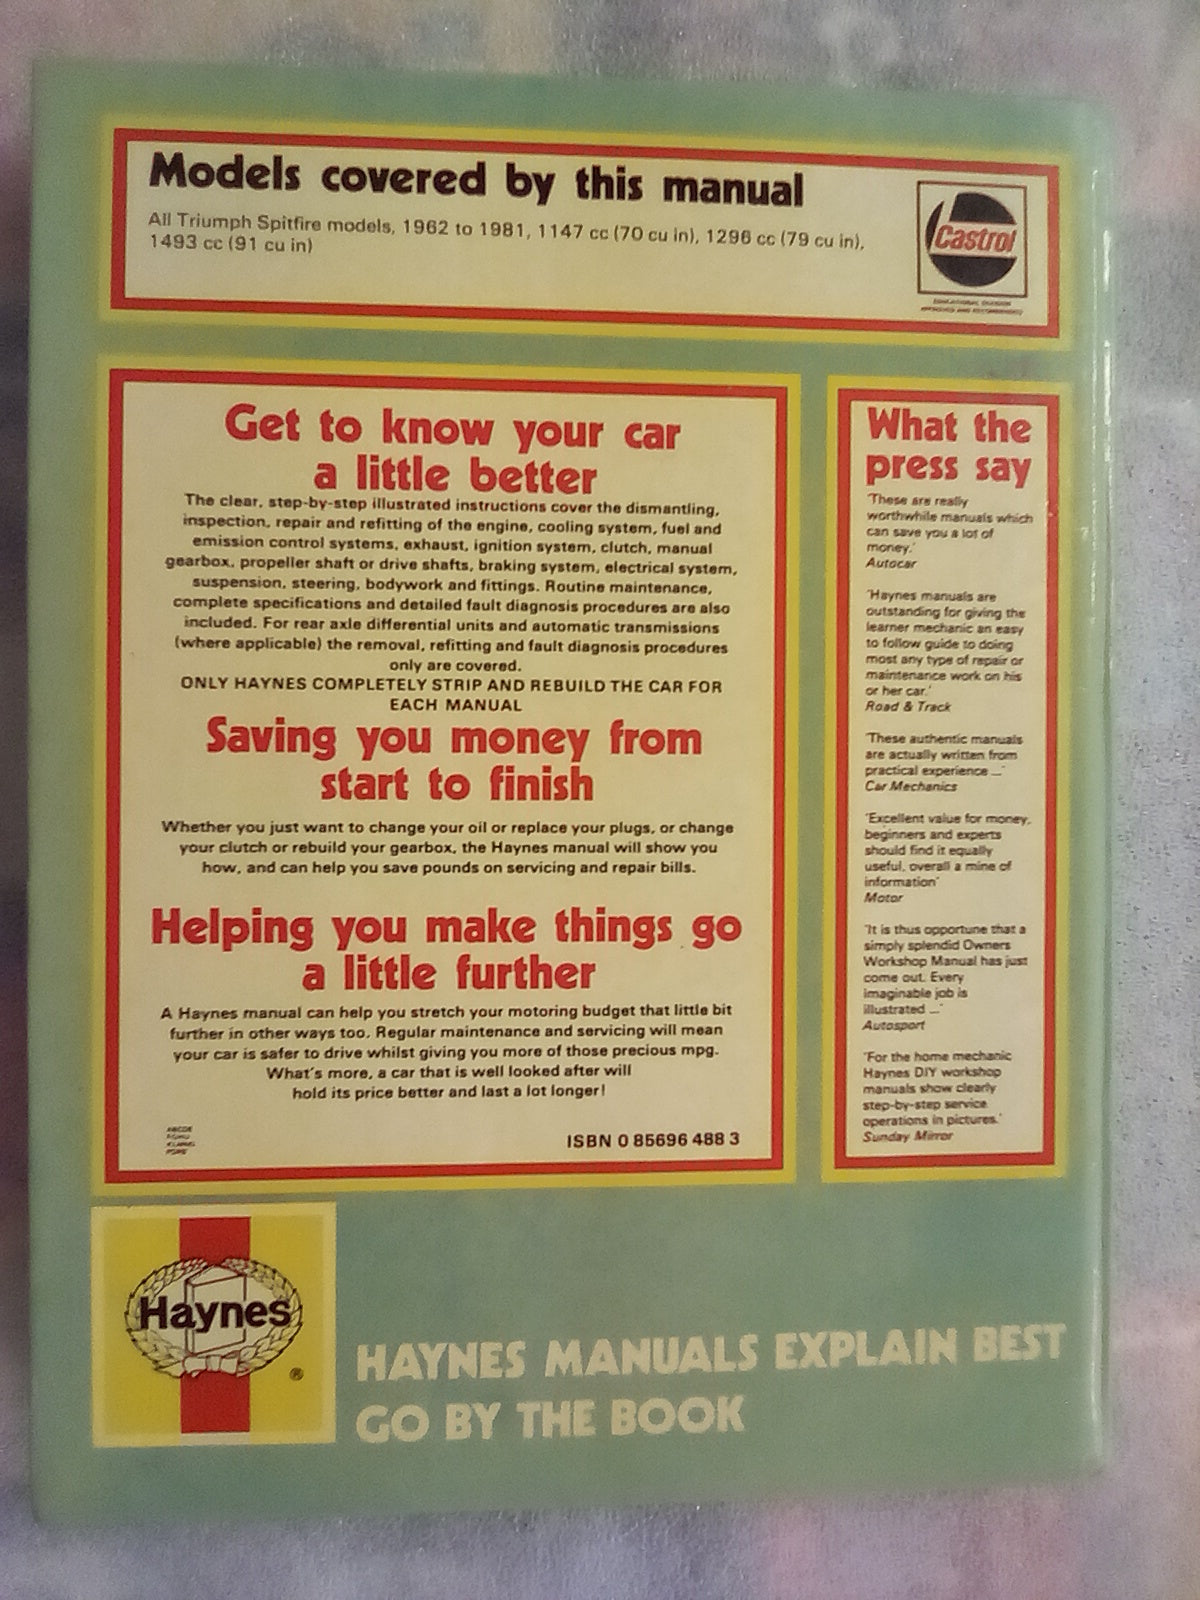 Models covered by this manual
All Triumph Spitfire models, 1962 to 1981, 1147 cc (70 cu in), 1296 cc (79 cu in),
1493 cc (91 cu in)
Castrol
EDUCATIONAL DIVISION
APPROVED AND RECOMMENDED
Get to know your car
a little better
The clear, step-by-step illustrated instructions cover the dismantling,
inspection, repair and refitting of the engine, cooling system, fuel and
emission control systems, exhaust, ignition system, clutch, manual
gearbox, propeller shaft or drive shafts, braking system, electrical system,
suspension, steering, bodywork and fittings. Routine maintenance,
complete specifications and detailed fault diagnosis procedures are also
included. For rear axle differential units and automatic transmissions
(where applicable) the removal, refitting and fault diagnosis procedures
only are covered.
ONLY HAYNES COMPLETELY STRIP AND REBUILD THE CAR FOR
EACH MANUAL
Saving you money from
start to finish
Whether you just want to change your oil or replace your plugs, or change
your clutch or rebuild your gearbox, the Haynes manual will show you
how, and can help you save pounds on servicing and repair bills.
Helping you make things go
a little further
A Haynes manual can help you stretch your motoring budget that little bit
further in other ways too. Regular maintenance and servicing will mean
your car is safer to drive whilst giving you more of those precious mpg.
What's more, a car that is well looked after will
hold its price better and last a lot longer!
ABCDE
ISBN 0 85696 488 3
What the
press say
'These are really
worthwhile manuals which
can save you a lot of
money.'
Autocar
'Haynes manuals are
outstanding for giving the
learner mechanic an easy
to follow guide to doing
most any type of repair or
maintenance work on his
or her car.'
Road & Track
'These authentic manuals
are actually written from
practical experience ...'
Car Mechanics
'Excellent value for money,
beginners and experts
should find it equally
useful, overall a mine of
information'
Motor
'It is thus opportune that a
simply splendid Owners
Workshop Manual has just
come out. Every
imaginable job is
illustrated ...'
Autosport
'For the home mechanic
Haynes DIY workshop
manuals show clearly
step-by-step service
operations in pictures.'
Sunday Mirror
Haynes
®
HAYNES MANUALS EXPLAIN BEST
GO BY THE BOOK